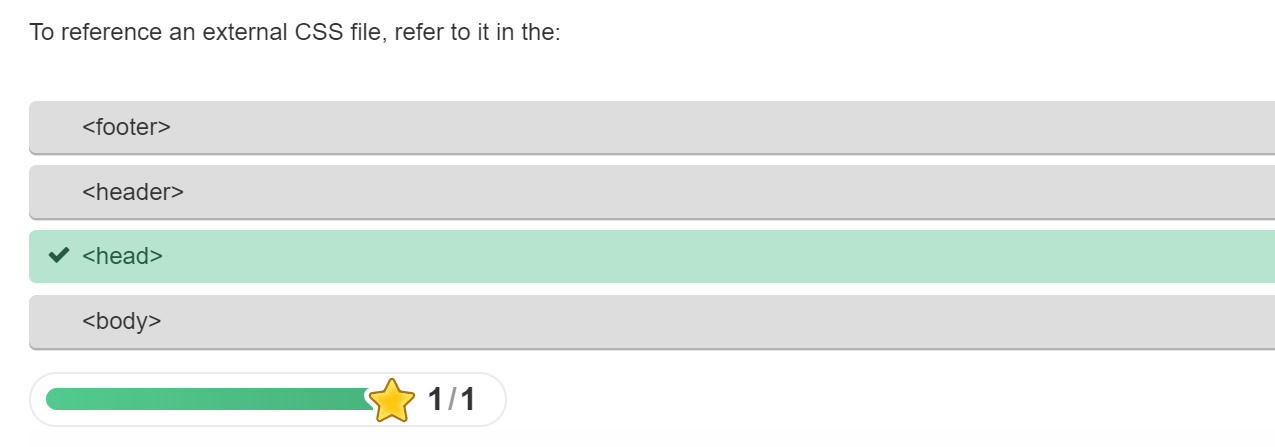 To reference an external CSS file, refer to it in the:
<footer>
<header>
<head>
<body>
1/1